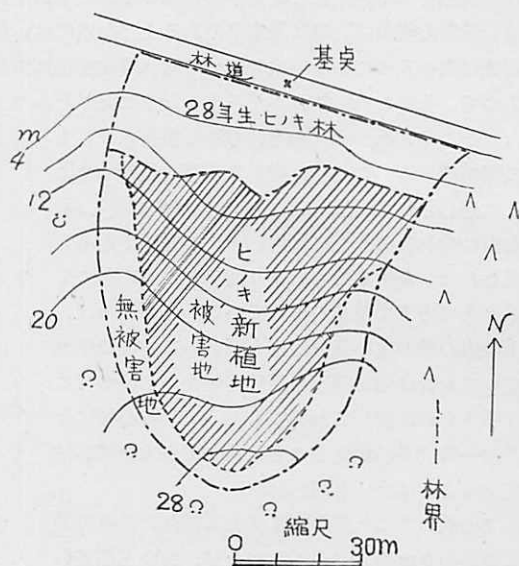 基点
林道
28年生ヒノキ林
m
4
12
20
28
ヒノキ新植地
被害地
無被害地
N
林界
縮尺
0 30m